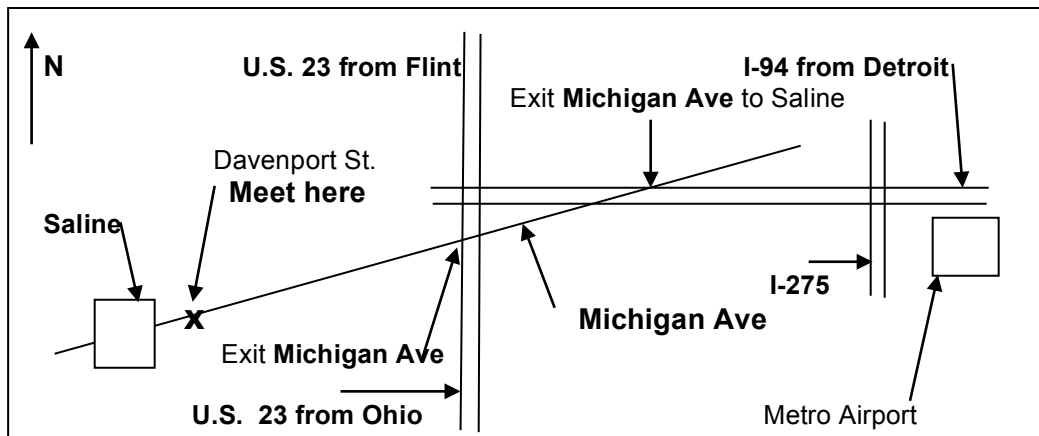 N
U.S. 23 from Flint
I-94 from Detroit
Exit Michigan Ave to Saline
Davenport St.
Meet here
Saline
I-275
Michigan Ave
x
Exit Michigan Ave
U.S.  23 from Ohio
Metro Airport